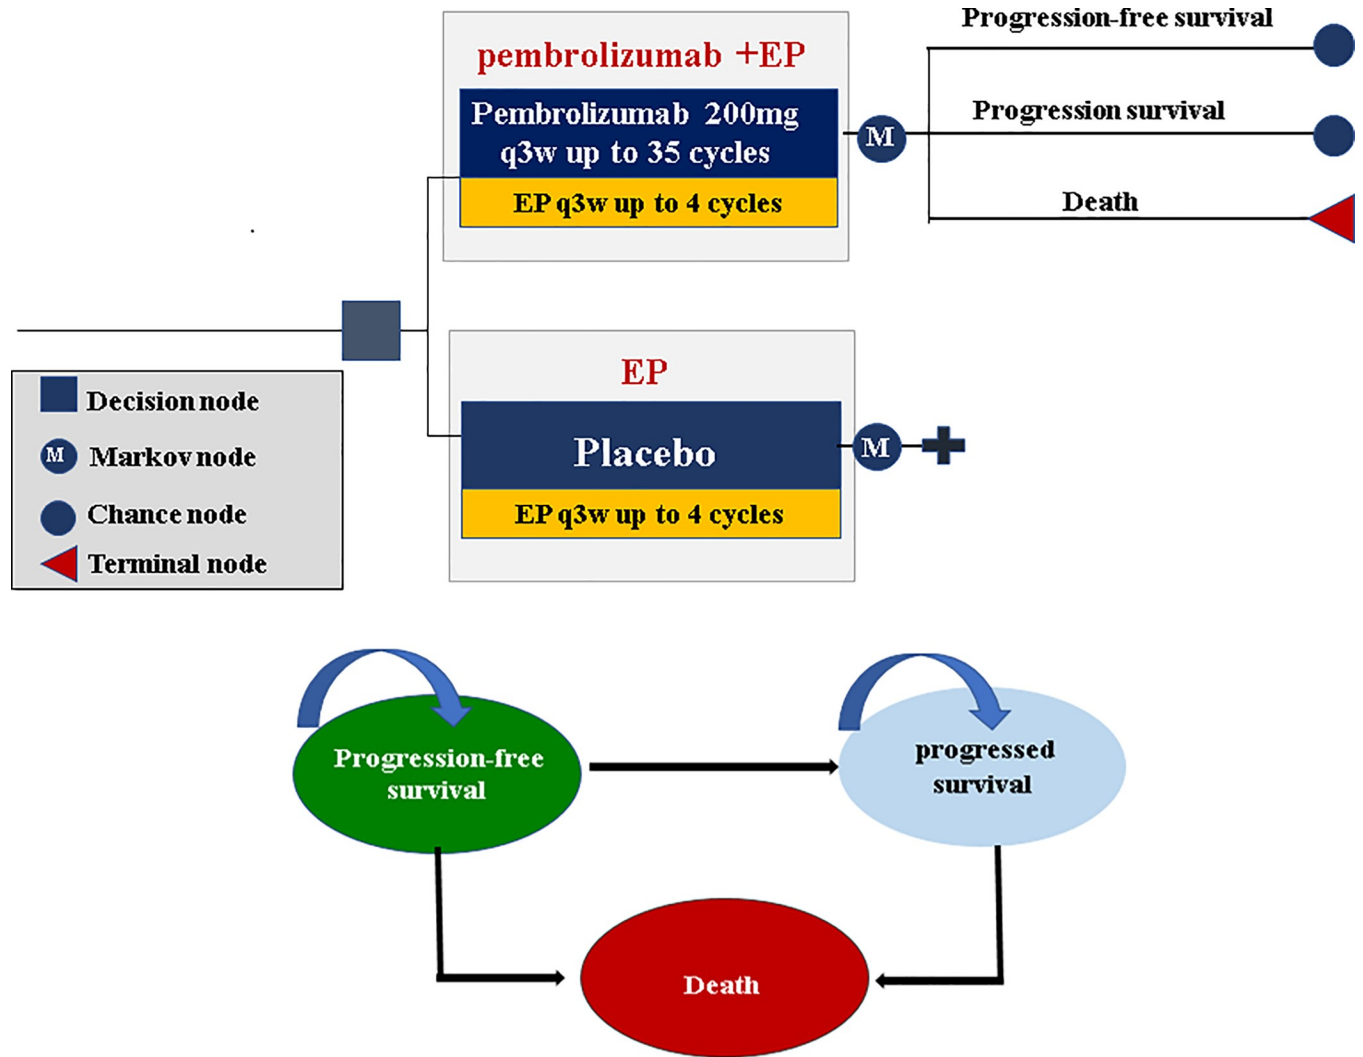 Progression-free survival
pembrolizumab +EP
Pembrolizumab 200mg
q3w up to 35 cycles
EP q3w up to 4 cycles
M
Progression survival
Death
EP
Placebo
EP q3w up to 4 cycles
M
Decision node
M
Markov node
Chance node
Terminal node
Progression-free
survival
progressed
survival
Death